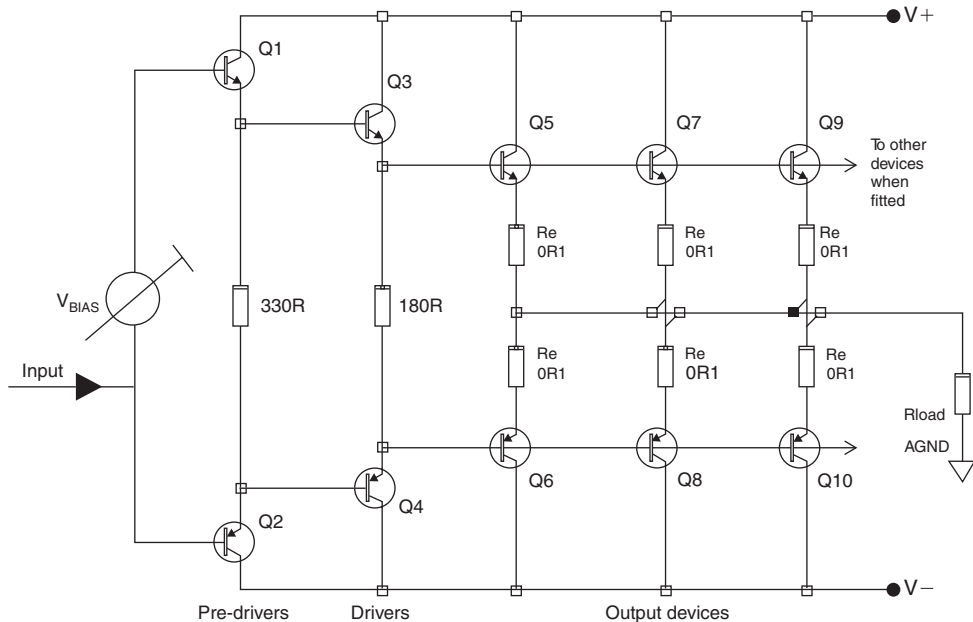 V+
Q1
Q3
Q5
Q7
Q9
To other
devices
when
fitted
Re
0R1
Re
0R1
Re
0R1
VBIAS
330R
180R
Input
Re
0R1
Re
0R1
Re
0R1
Rload
AGND
Q2
Q4
Q6
Q8
Q10
V−
Pre-drivers
Drivers
Output devices